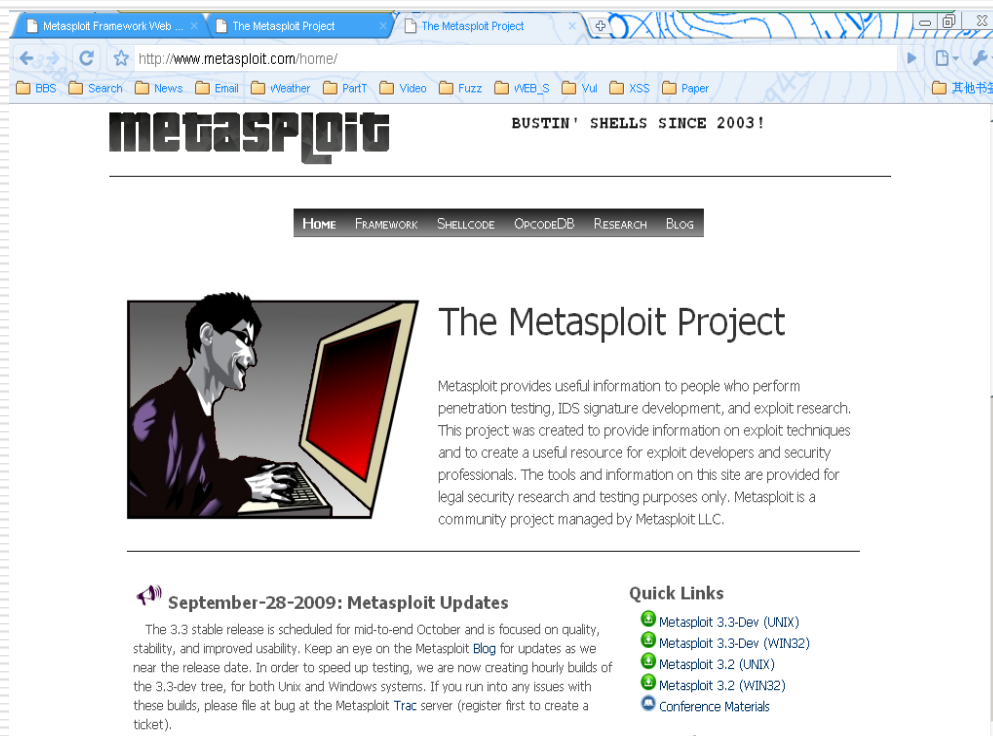 Metasploit Framework Web ...
The Metasploit Project
The Metasploit Project
http://www.metasploit.com/home/
BBS Search News Email Weather PartT Video Fuzz WEB_S Vul XSS Paper 其他书签
metasploit
BUSTIN' SHELLS SINCE 2003!
Home Framework Shellcode OpcodeDB Research Blog
The Metasploit Project
Metasploit provides useful information to people who perform
penetration testing, IDS signature development, and exploit research.
This project was created to provide information on exploit techniques
and to create a useful resource for exploit developers and security
professionals. The tools and information on this site are provided for
legal security research and testing purposes only. Metasploit is a
community project managed by Metasploit LLC.
September-28-2009: Metasploit Updates
The 3.3 stable release is scheduled for mid-to-end October and is focused on quality,
stability, and improved usability. Keep an eye on the Metasploit Blog for updates as we
near the release date. In order to speed up testing, we are now creating hourly builds of
the 3.3-dev tree, for both Unix and Windows systems. If you run into any issues with
these builds, please file at bug at the Metasploit Trac server (register first to create a
ticket).
Quick Links
Metasploit 3.3-Dev (UNIX)
Metasploit 3.3-Dev (WIN32)
Metasploit 3.2 (UNIX)
Metasploit 3.2 (WIN32)
Conference Materials